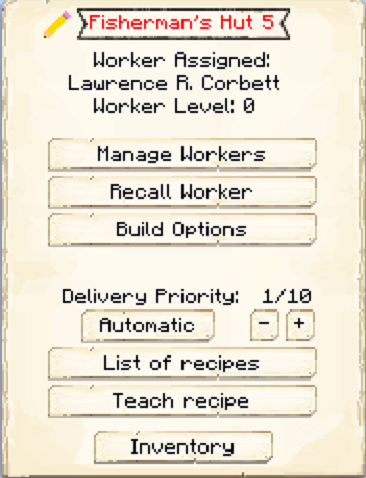 Fisherman's Hut 5
Worker Assigned:
Lawrence R. Corbett
Worker Level: 0
Manage Workers
Recall Worker
Build Options
Delivery Priority: 1/10
Automatic - +
List of recipes
Teach recipe
Inventory